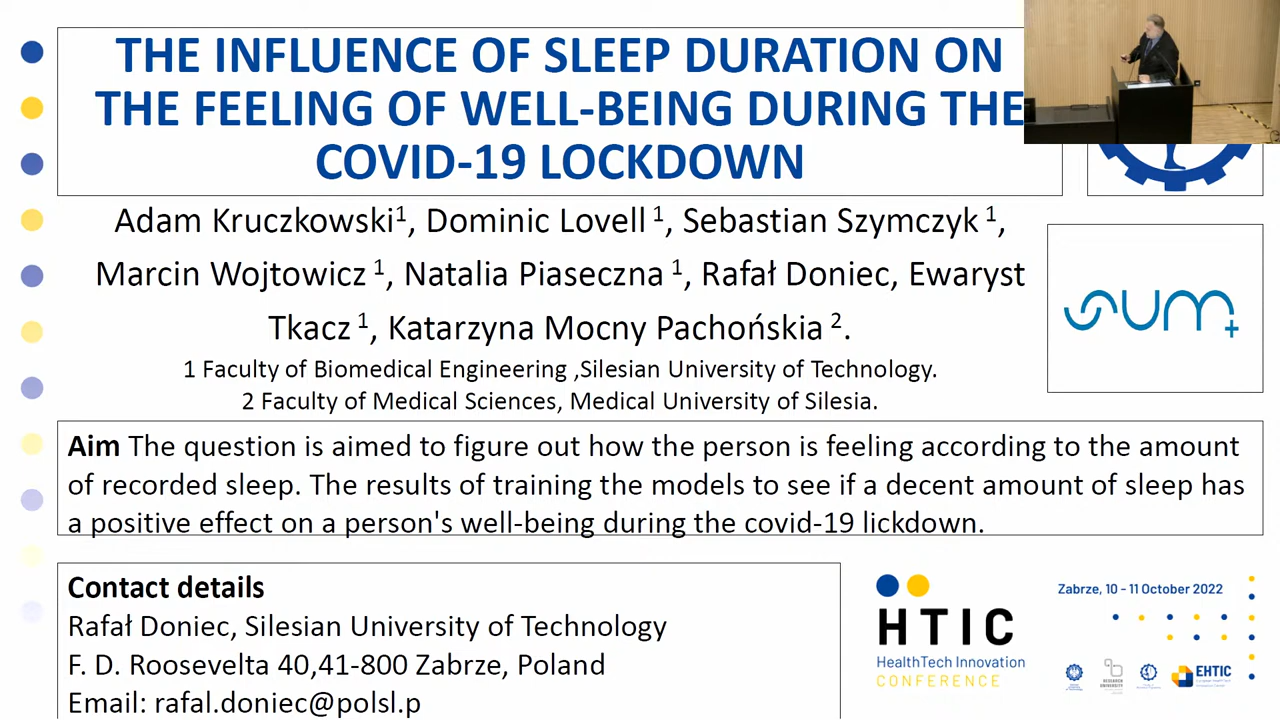 THE INFLUENCE OF SLEEP DURATION ON
THE FEELING OF WELL-BEING DURING THE
COVID-19 LOCKDOWN
Adam Kruczkowski¹, Dominic Lovell ¹, Sebastian Szymczyk ¹,
Marcin Wojtowicz ¹, Natalia Piaseczna ¹, Rafał Doniec, Ewaryst
Tkacz ¹, Katarzyna Mocny Pachońskia ².
1 Faculty of Biomedical Engineering ,Silesian University of Technology.
2 Faculty of Medical Sciences, Medical University of Silesia.
sum+
Aim The question is aimed to figure out how the person is feeling according to the amount
of recorded sleep. The results of training the models to see if a decent amount of sleep has
a positive effect on a person's well-being during the covid-19 lickdown.
Contact details
Rafał Doniec, Silesian University of Technology
F. D. Roosevelta 40,41-800 Zabrze, Poland
Email: rafal.doniec@polsl.p
HTIC
HealthTech Innovation
CONFERENCE
Zabrze, 10 - 11 October 2022
EHTIC